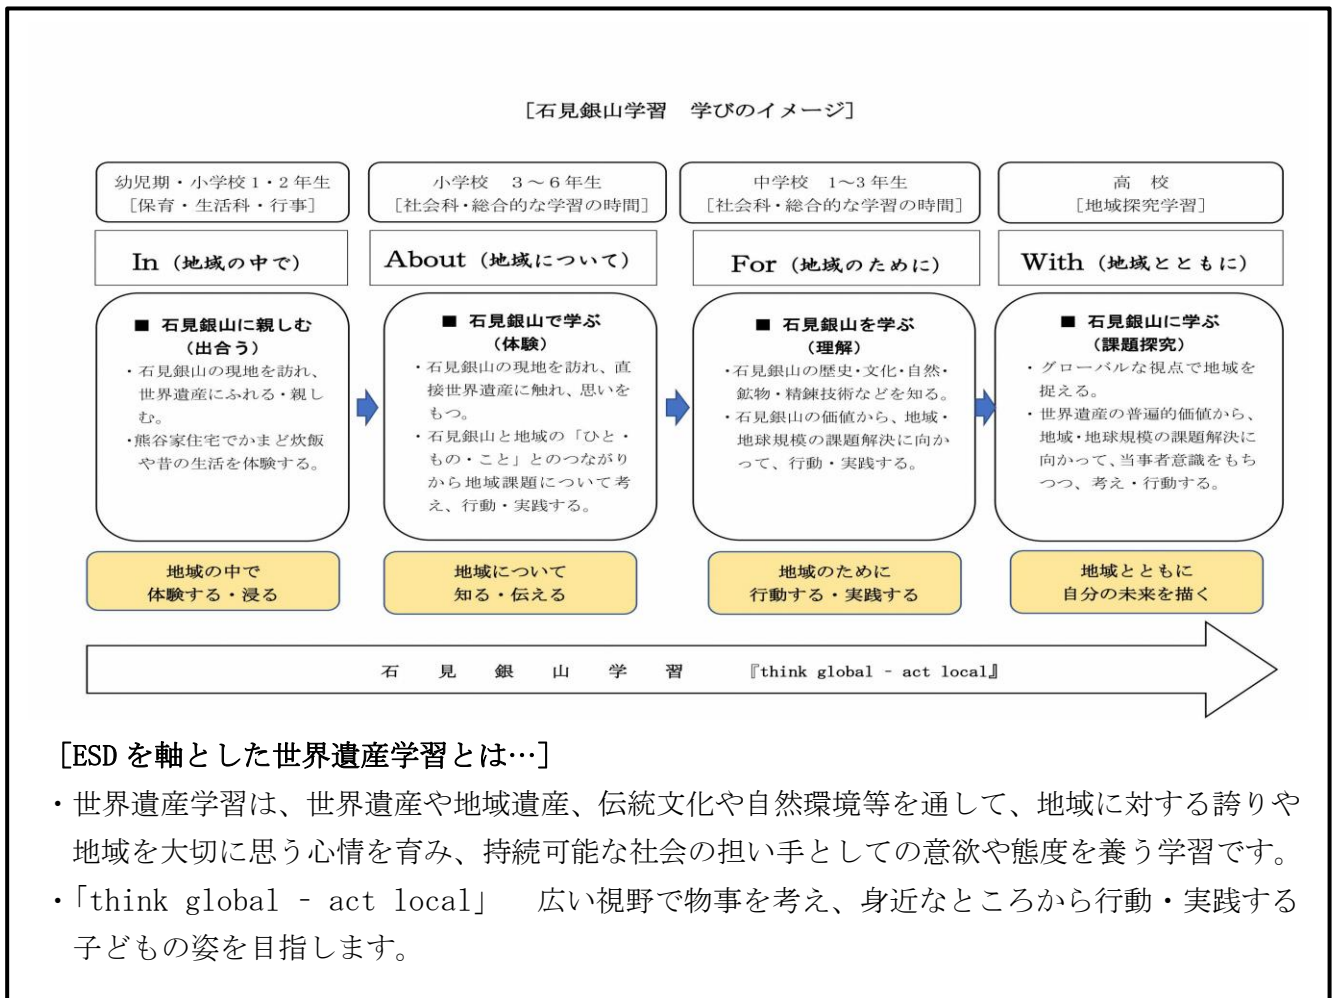 [石見銀山学習　学びのイメージ]
幼児期・小学校1・2年生
[保育・生活科・行事]
小学校　3～6年生
[社会科・総合的な学習の時間]
中学校　1~3年生
[社会科・総合的な学習の時間]
高　校
[地域探究学習]
In（地域の中で）
About（地域について）
For（地域のために）
With（地域とともに）
■ 石見銀山に親しむ
（出合う）
・石見銀山の現地を訪れ、
世界遺産にふれる・親し
む。
・熊谷家住宅でかまど炊飯
や昔の生活を体験する。
■ 石見銀山で学ぶ
（体験）
・石見銀山の現地を訪れ、直
接世界遺産に触れ、思いを
もつ。
・石見銀山と地域の「ひと・
もの・こと」とのつながり
から地域課題について考
え、行動・実践する。
■ 石見銀山を学ぶ
（理解）
・石見銀山の歴史・文化・自然・
鉱物・精錬技術などを知る。
・石見銀山の価値から、地域・
地球規模の課題解決に向か
って、行動・実践する。
■ 石見銀山に学ぶ
（課題探究）
・グローバルな視点で地域を
捉える。
・世界遺産の普遍的価値から、
地域・地球規模の課題解決に
向かって、当事者意識をもち
つつ、考え・行動する。
地域の中で
体験する・浸る
地域について
知る・伝える
地域のために
行動する・実践する
地域とともに
自分の未来を描く
石　見　銀　山　学　習　『think global – act local』
[ESDを軸とした世界遺産学習とは…]
・世界遺産学習は、世界遺産や地域遺産、伝統文化や自然環境等を通して、地域に対する誇りや
地域を大切に思う心情を育み、持続可能な社会の担い手としての意欲や態度を養う学習です。
・「think global – act local」　広い視野で物事を考え、身近なところから行動・実践する
子どもの姿を目指します。